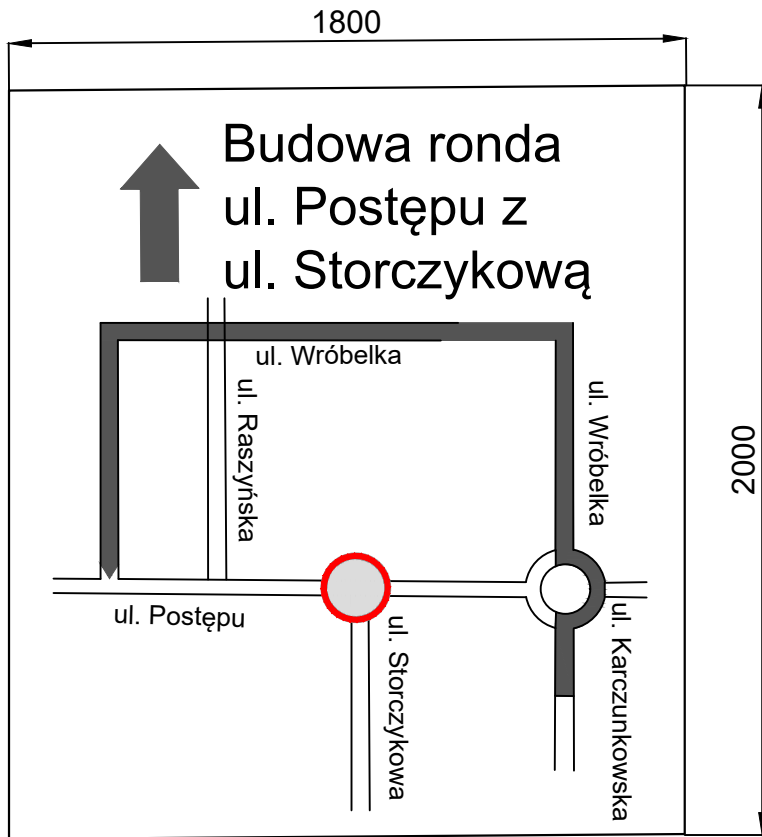 1800
Budowa ronda
ul. Postępu z
ul. Storczykową
ul. Wróbelka
ul. Raszyńska
ul. Wróbelka
2000
ul. Postępu
ul. Storczykowa
ul. Karczunkowska